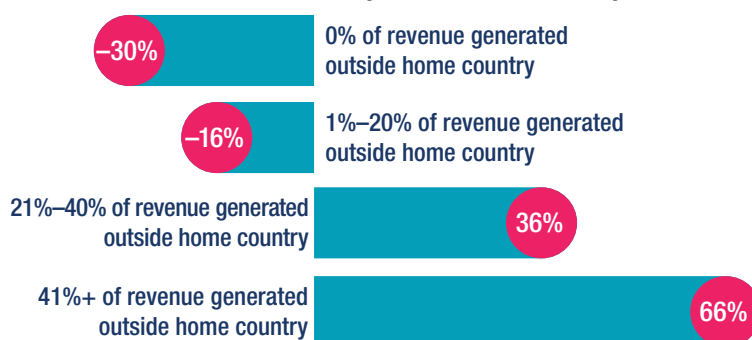 –30%
0% of revenue generated
outside home country
–16%
1%–20% of revenue generated
outside home country
21%–40% of revenue generated
outside home country
36%
41%+ of revenue generated
outside home country
66%